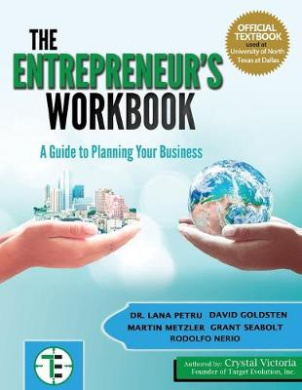 THE
ENTREPRENEUR'S
WORKBOOK
A Guide to Planning Your Business
OFFICIAL
TEXTBOOK
used at
University of North
Texas at Dallas
DR. LANA PETRU DAVID GOLDSTEN
MARTIN METZLER GRANT SEABOLT
RODOLFO NERIO
TE
Authored by: Crystal Victoria
Founder of Target Evolution, Inc.